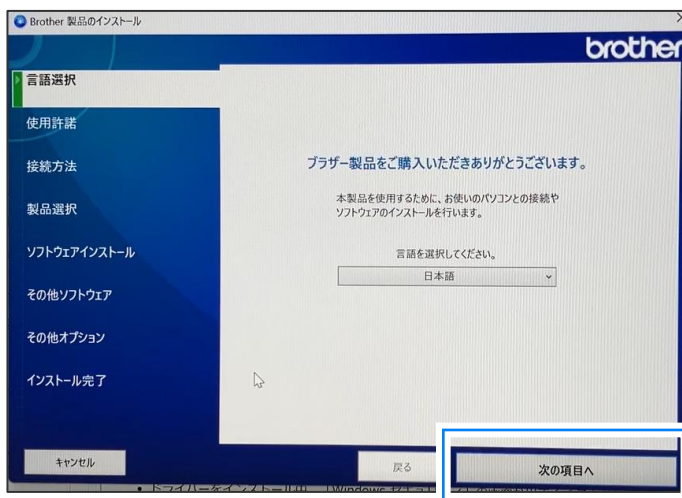 Brother 製品のインストール
brother
言語選択
使用許諾
接続方法
製品選択
ソフトウェアインストール
その他ソフトウェア
その他オプション
インストール完了
ブラザー製品をご購入いただきありがとうございます。
本製品を使用するために、お使いのパソコンとの接続や
ソフトウェアのインストールを行います。
言語を選択してください。
日本語
キャンセル
戻る
次の項目へ